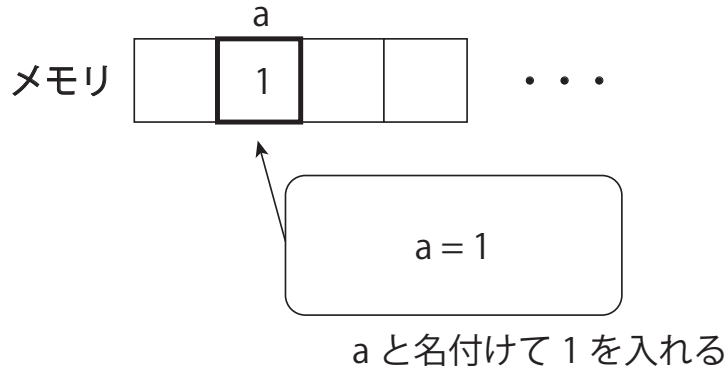 a
メモリ 1 ・・・
a = 1
a と名付けて 1 を入れる